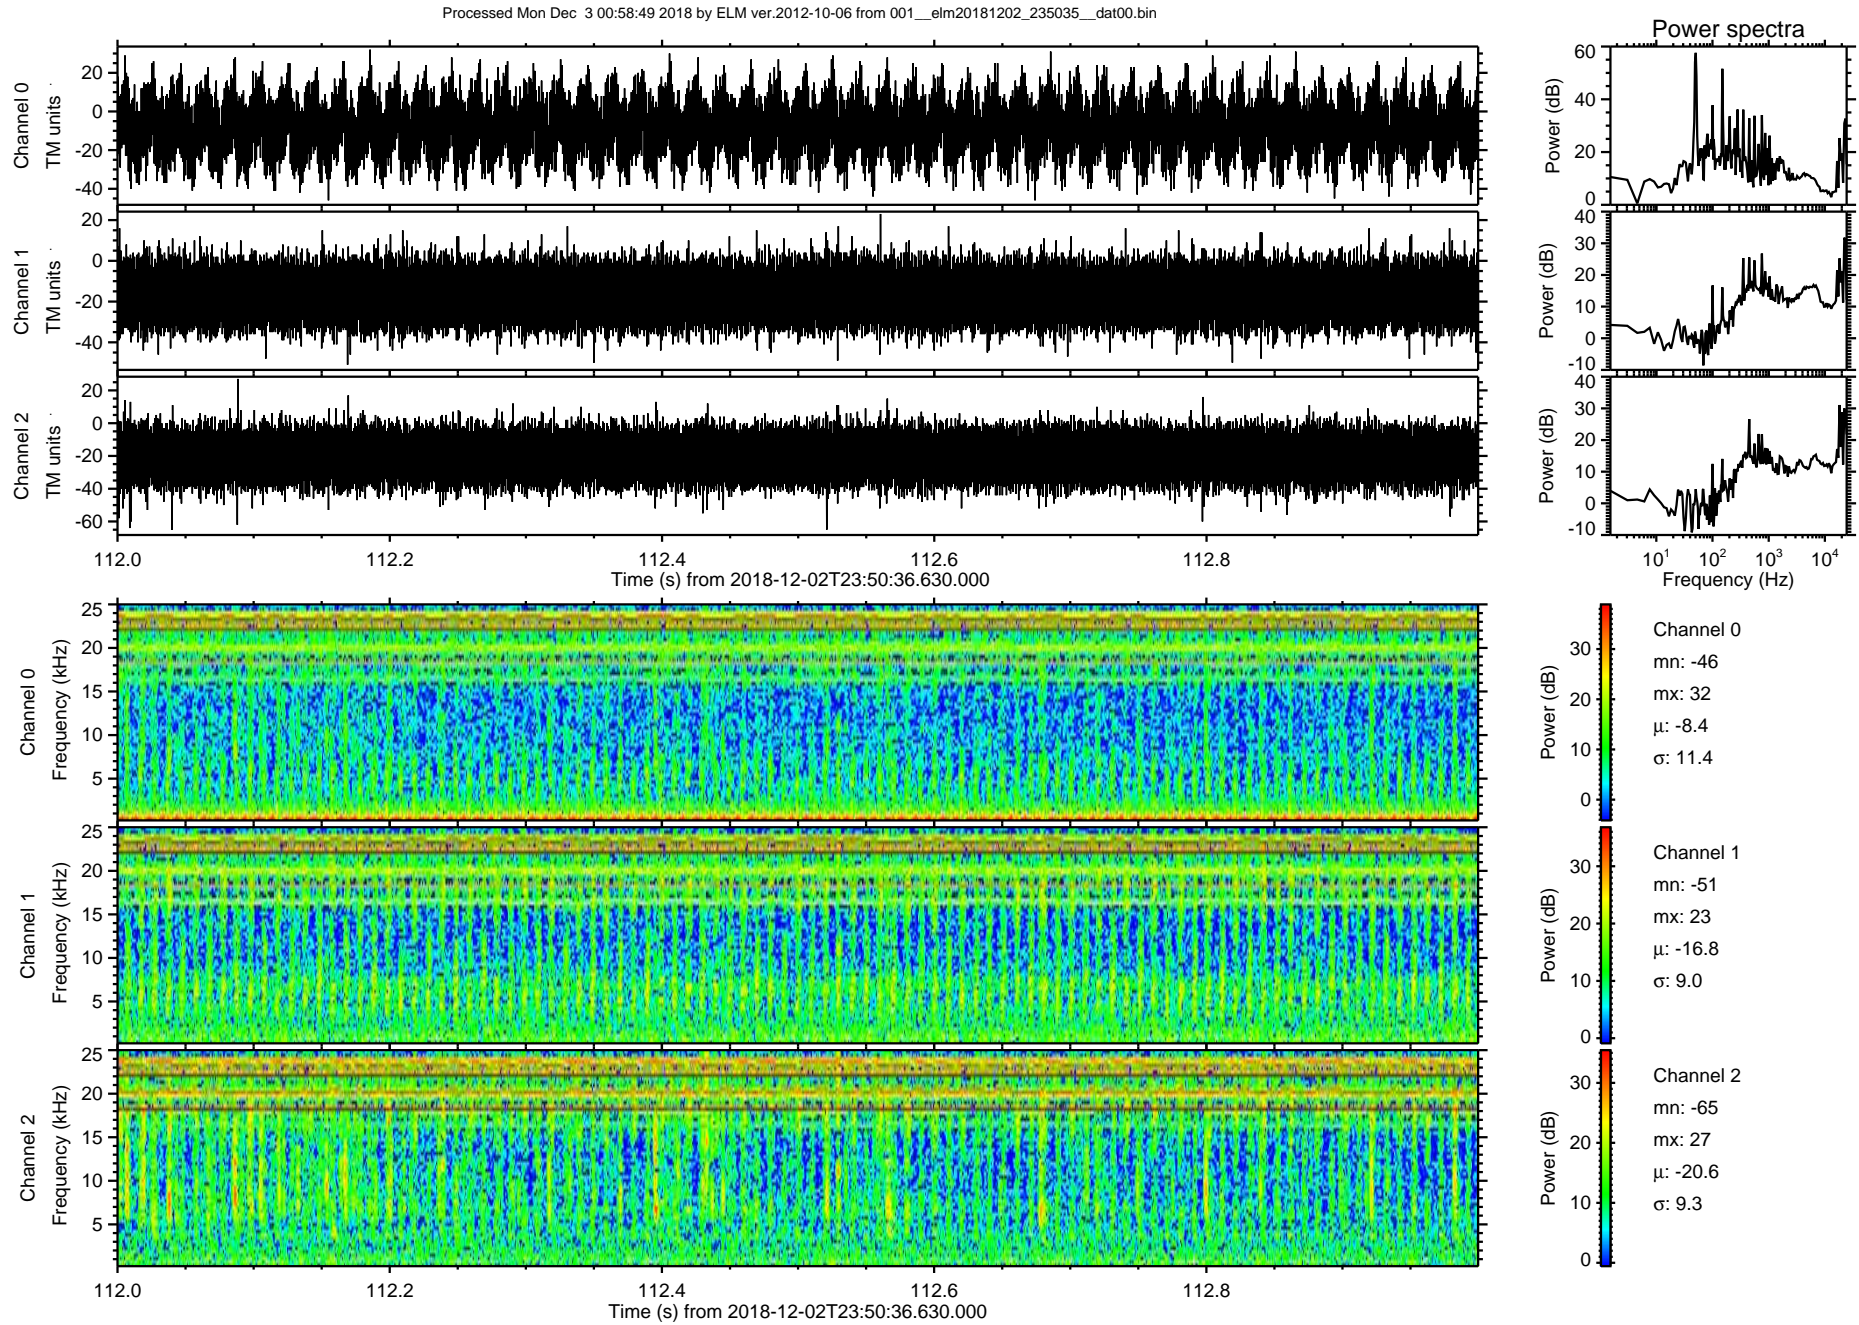 Processed Mon Dec  3 00:58:49 2018 by ELM ver.2012-10-06 from 001__elm20181202_235035__dat00.bin
Power spectra
Channel 0
TM units
20
0
-20
-40
Power (dB)
60
40
20
0
Channel 1
TM units
20
0
-20
-40
Power (dB)
40
30
20
10
0
-10
Channel 2
TM units
20
0
-20
-40
-60
Power (dB)
40
30
20
10
0
-10
112.0 112.2 112.4 112.6 112.8
Time (s) from 2018-12-02T23:50:36.630.000
10^1 10^2 10^3 10^4
Frequency (Hz)
Channel 0
Frequency (kHz)
25
20
15
10
5
Power (dB)
30
20
10
0
Channel 0
mn: -46
mx: 32
μ: -8.4
σ: 11.4
Channel 1
Frequency (kHz)
25
20
15
10
5
Power (dB)
30
20
10
0
Channel 1
mn: -51
mx: 23
μ: -16.8
σ: 9.0
Channel 2
Frequency (kHz)
25
20
15
10
5
Power (dB)
30
20
10
0
Channel 2
mn: -65
mx: 27
μ: -20.6
σ: 9.3
112.0 112.2 112.4 112.6 112.8
Time (s) from 2018-12-02T23:50:36.630.000